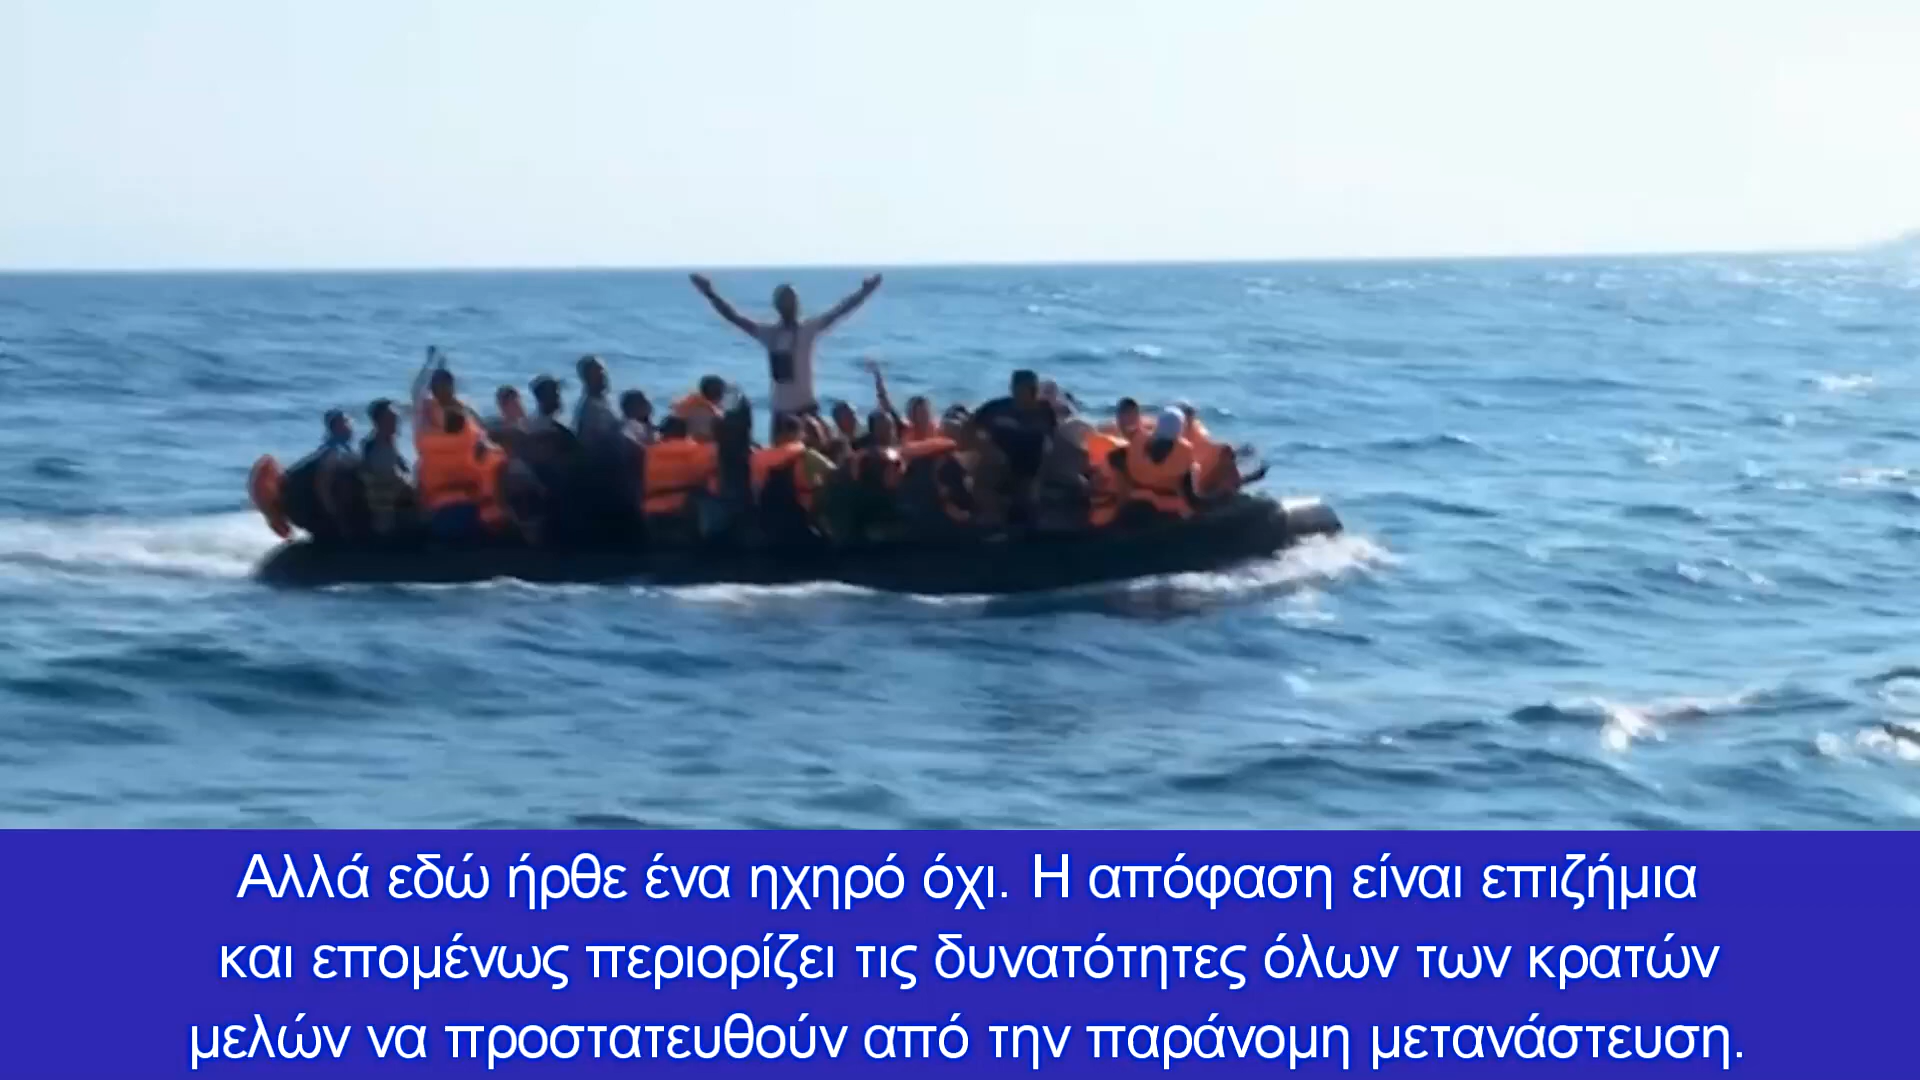 Αλλά εδώ ήρθε ένα ηχηρό όχι. Η απόφαση είναι επιζήμια
και επομένως περιορίζει τις δυνατότητες όλων των κρατών
μελών να προστατευθούν από την παράνομη μετανάστευση.